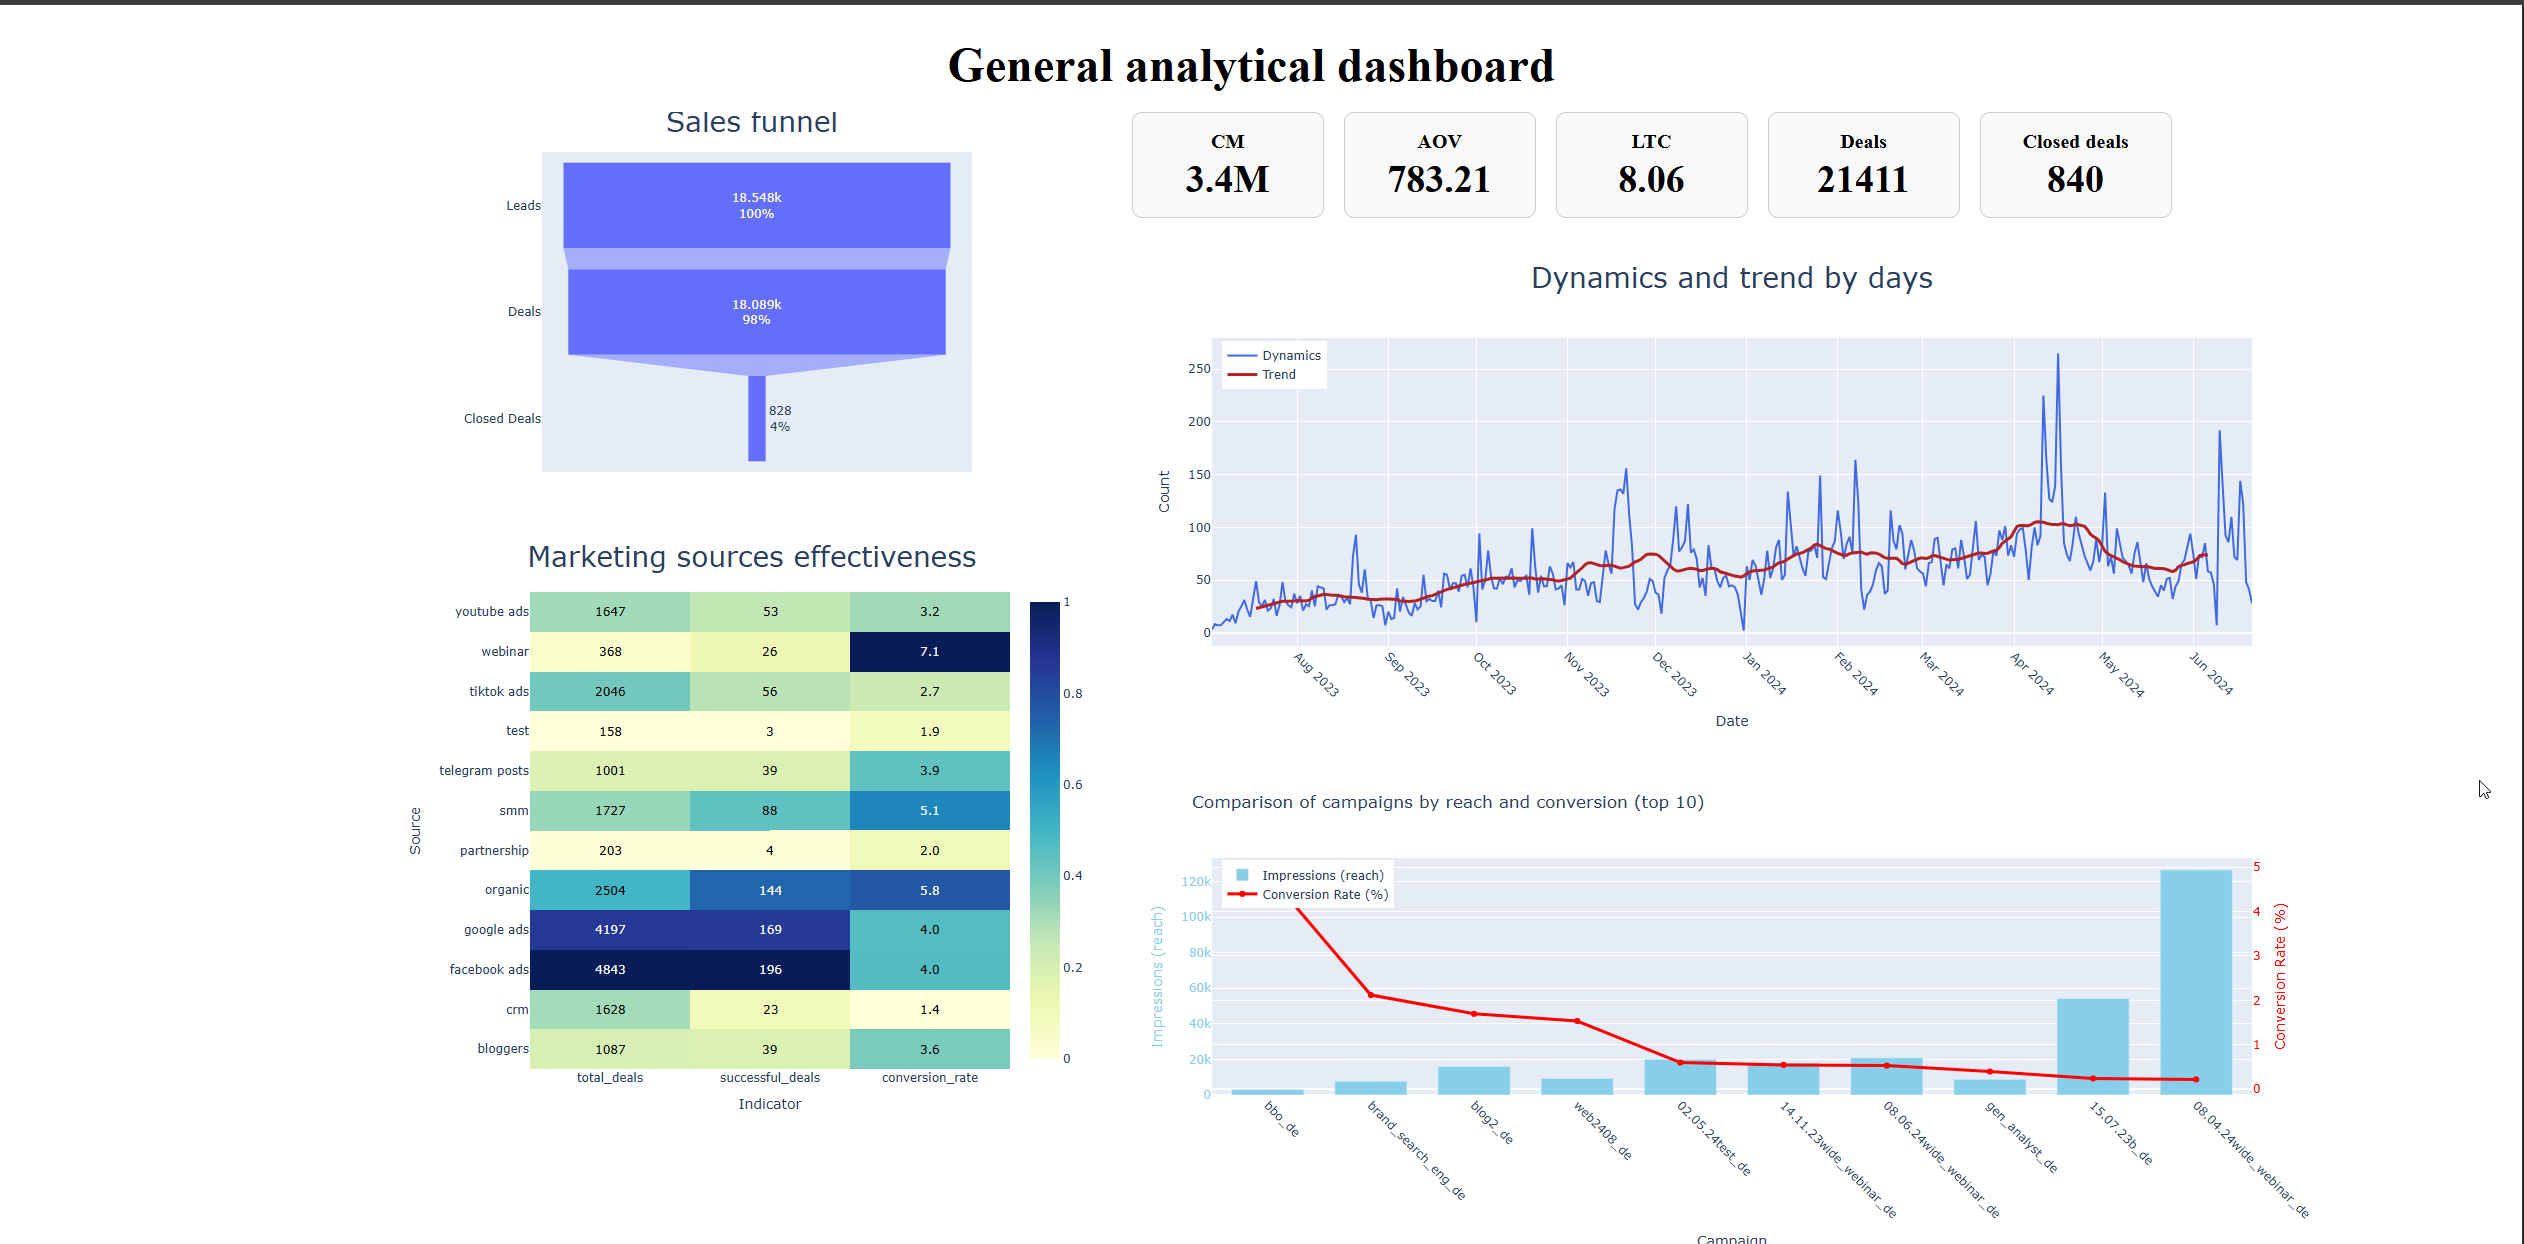 General analytical dashboard
Sales funnel
Leads
18.548k
100%
Deals
18.089k
98%
Closed Deals
828
4%
CM
3.4M
AOV
783.21
LTC
8.06
Deals
21411
Closed deals
840
Dynamics and trend by days
Dynamics
Trend
Count
250
200
150
100
50
0
Aug 2023
Sep 2023
Oct 2023
Nov 2023
Dec 2023
Jan 2024
Feb 2024
Mar 2024
Apr 2024
May 2024
Jun 2024
Date
Marketing sources effectiveness
Source
youtube ads 1647 53 3.2
webinar 368 26 7.1
tiktok ads 2046 56 2.7
test 158 3 1.9
telegram posts 1001 39 3.9
smm 1727 88 5.1
partnership 203 4 2.0
organic 2504 144 5.8
google ads 4197 169 4.0
facebook ads 4843 196 4.0
crm 1628 23 1.4
bloggers 1087 39 3.6
total_deals successful_deals conversion_rate
Indicator
1
0.8
0.6
0.4
0.2
0
Comparison of campaigns by reach and conversion (top 10)
Impressions (reach)
Conversion Rate (%)
Impressions (reach)
120k
100k
80k
60k
40k
20k
0
5
4
3
2
1
0
Conversion Rate (%)
bbo_de
brand_search_eng_de
blog2_de
web2408_de
02.05.24test_de
14.11.23wide_webinar_de
08.06.24wide_webinar_de
gen_analyst_de
15.07.23b_de
08.04.24wide_webinar_de
Campaign